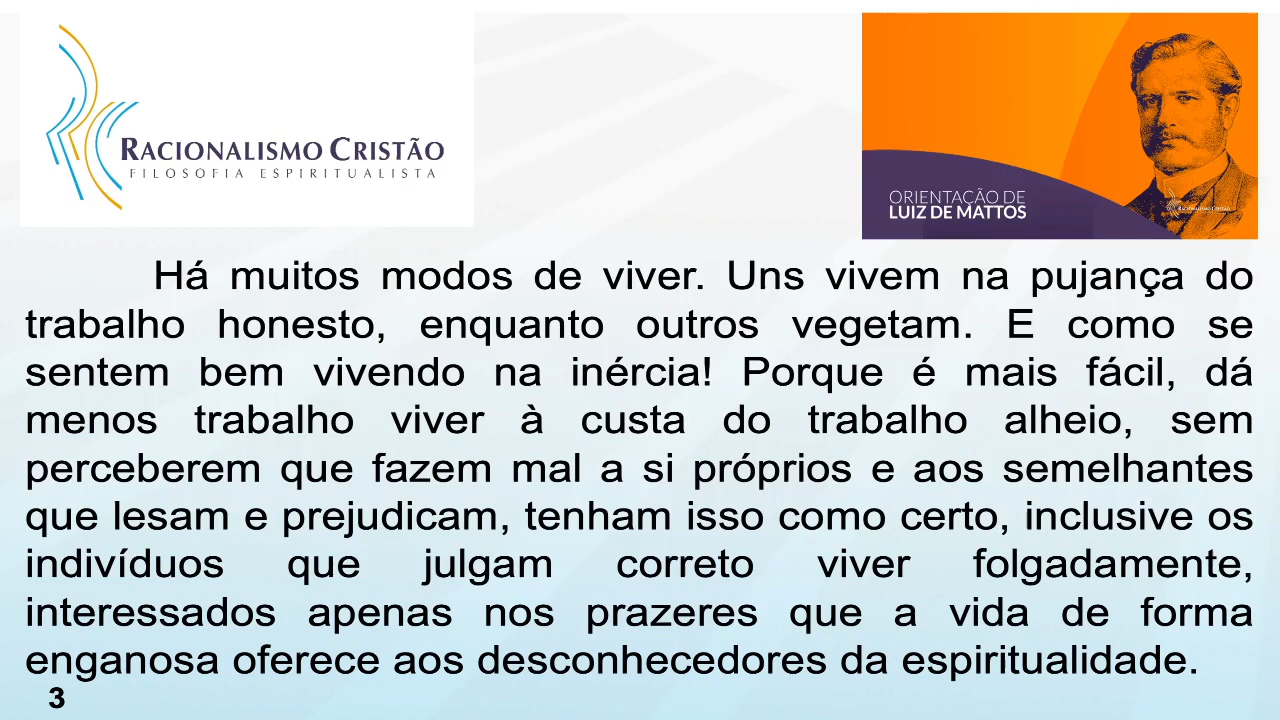 RACIONALISMO CRISTÃO
FILOSOFIA ESPIRITUALISTA
ORIENTAÇÃO DE
LUIZ DE MATTOS
RACIONALISMO CRISTÃO
Há muitos modos de viver. Uns vivem na pujança do
trabalho honesto, enquanto outros vegetam. E como se
sentem bem vivendo na inércia! Porque é mais fácil, dá
menos trabalho viver à custa do trabalho alheio, sem
perceberem que fazem mal a si próprios e aos semelhantes
que lesam e prejudicam, tenham isso como certo, inclusive os
indivíduos que julgam correto viver folgadamente,
interessados apenas nos prazeres que a vida de forma
enganosa oferece aos desconhecedores da espiritualidade.
3